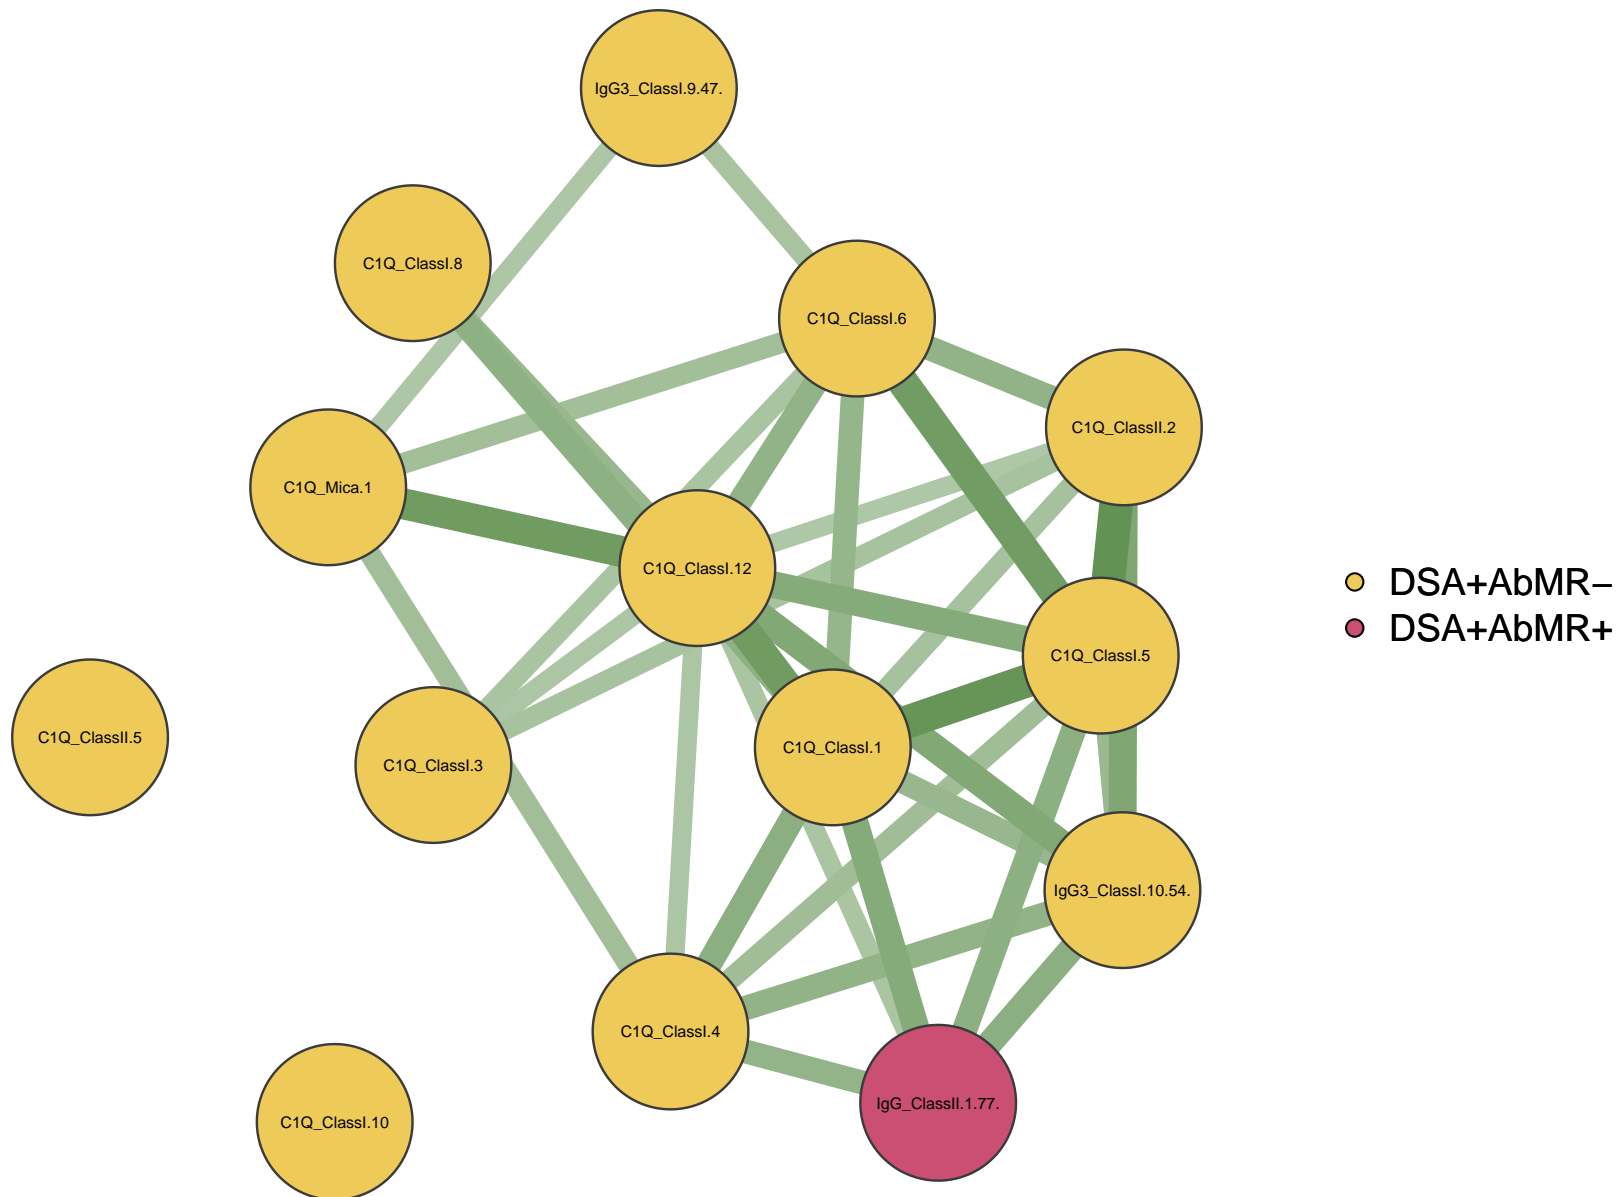 IgG3_ClassI.9.47.
C1Q_ClassI.8
C1Q_ClassI.6
C1Q_ClassII.2
C1Q_Mica.1
C1Q_ClassI.12
DSA+AbMR−
DSA+AbMR+
C1Q_ClassI.5
C1Q_ClassII.5
C1Q_ClassI.3
C1Q_ClassI.1
IgG3_ClassI.10.54.
C1Q_ClassI.4
IgG_ClassII.1.77.
C1Q_ClassI.10